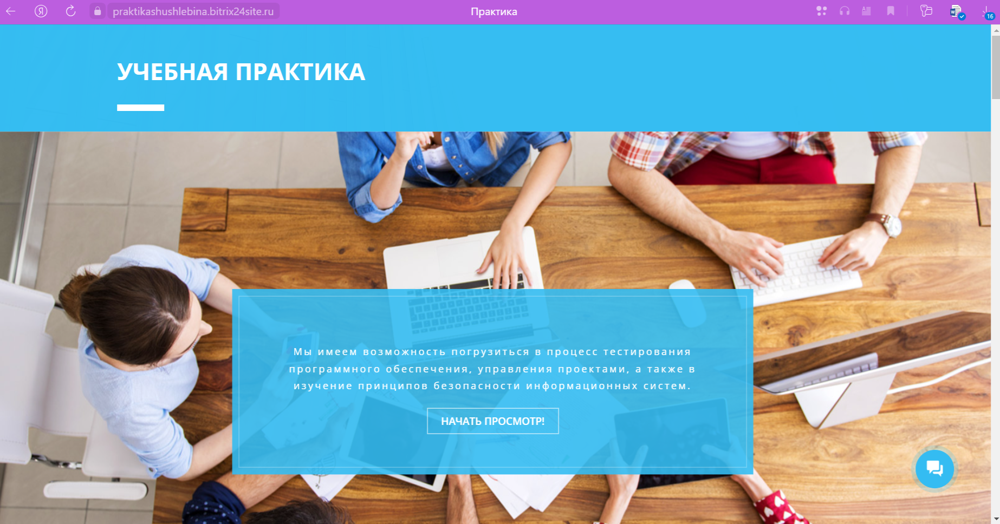 praktikashushlebina.bitrix24site.ru
Практика
16
УЧЕБНАЯ ПРАКТИКА
Мы имеем возможность погрузиться в процесс тестирования
программного обеспечения, управления проектами, а также в
изучение принципов безопасности информационных систем.
НАЧАТЬ ПРОСМОТР!